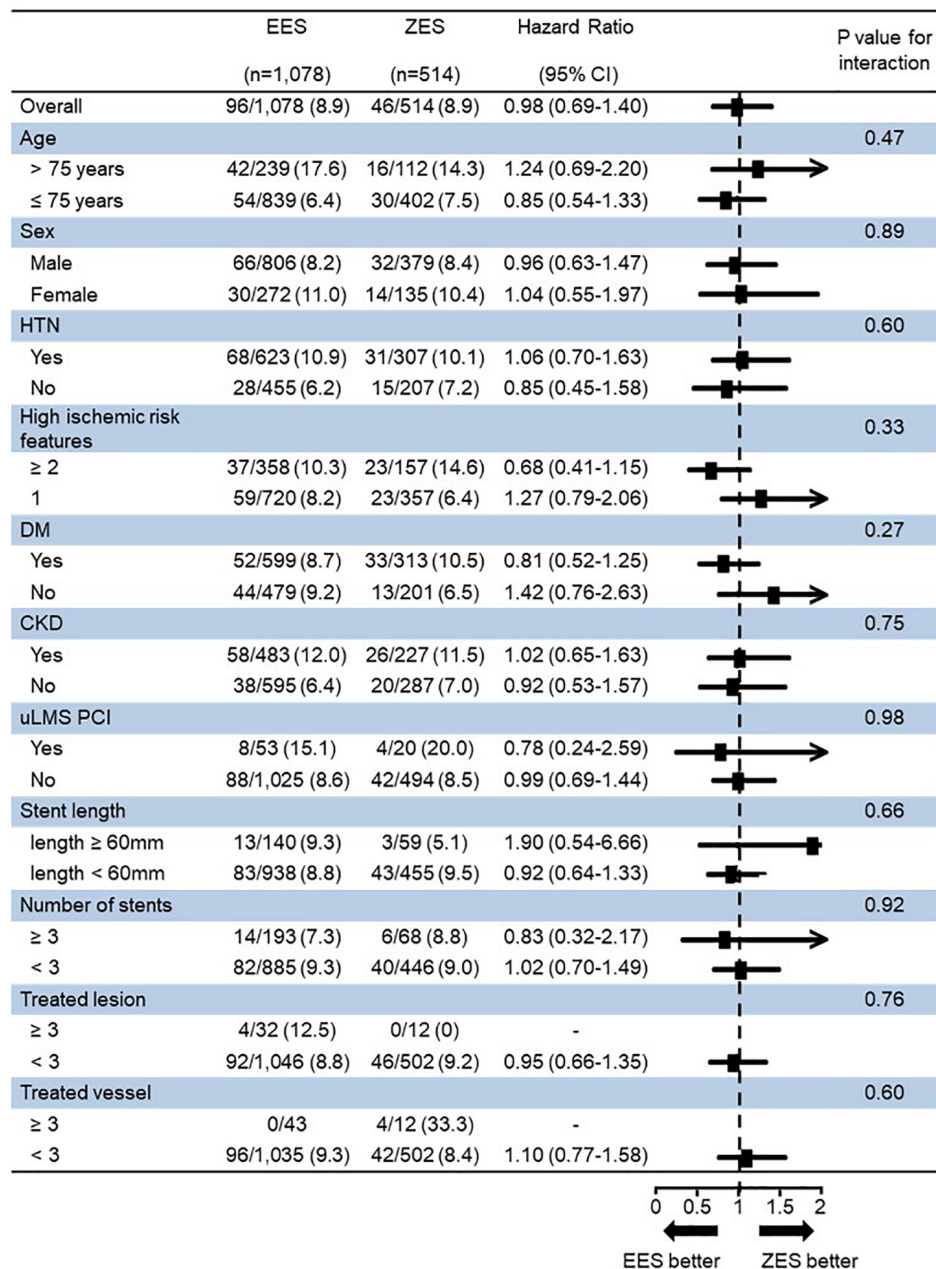 EES ZES Hazard Ratio P value for
(n=1,078) (n=514) (95% CI) interaction
Overall 96/1,078 (8.9) 46/514 (8.9) 0.98 (0.69-1.40)
Age 0.47
> 75 years 42/239 (17.6) 16/112 (14.3) 1.24 (0.69-2.20)
≤ 75 years 54/839 (6.4) 30/402 (7.5) 0.85 (0.54-1.33)
Sex 0.89
Male 66/806 (8.2) 32/379 (8.4) 0.96 (0.63-1.47)
Female 30/272 (11.0) 14/135 (10.4) 1.04 (0.55-1.97)
HTN 0.60
Yes 68/623 (10.9) 31/307 (10.1) 1.06 (0.70-1.63)
No 28/455 (6.2) 15/207 (7.2) 0.85 (0.45-1.58)
High ischemic risk
features 0.33
≥ 2 37/358 (10.3) 23/157 (14.6) 0.68 (0.41-1.15)
1 59/720 (8.2) 23/357 (6.4) 1.27 (0.79-2.06)
DM 0.27
Yes 52/599 (8.7) 33/313 (10.5) 0.81 (0.52-1.25)
No 44/479 (9.2) 13/201 (6.5) 1.42 (0.76-2.63)
CKD 0.75
Yes 58/483 (12.0) 26/227 (11.5) 1.02 (0.65-1.63)
No 38/595 (6.4) 20/287 (7.0) 0.92 (0.53-1.57)
uLMS PCI 0.98
Yes 8/53 (15.1) 4/20 (20.0) 0.78 (0.24-2.59)
No 88/1,025 (8.6) 42/494 (8.5) 0.99 (0.69-1.44)
Stent length 0.66
length ≥ 60mm 13/140 (9.3) 3/59 (5.1) 1.90 (0.54-6.66)
length < 60mm 83/938 (8.8) 43/455 (9.5) 0.92 (0.64-1.33)
Number of stents 0.92
≥ 3 14/193 (7.3) 6/68 (8.8) 0.83 (0.32-2.17)
< 3 82/885 (9.3) 40/446 (9.0) 1.02 (0.70-1.49)
Treated lesion 0.76
≥ 3 4/32 (12.5) 0/12 (0) -
< 3 92/1,046 (8.8) 46/502 (9.2) 0.95 (0.66-1.35)
Treated vessel 0.60
≥ 3 0/43 4/12 (33.3) -
< 3 96/1,035 (9.3) 42/502 (8.4) 1.10 (0.77-1.58)
0 0.5 1 1.5 2
EES better ZES better